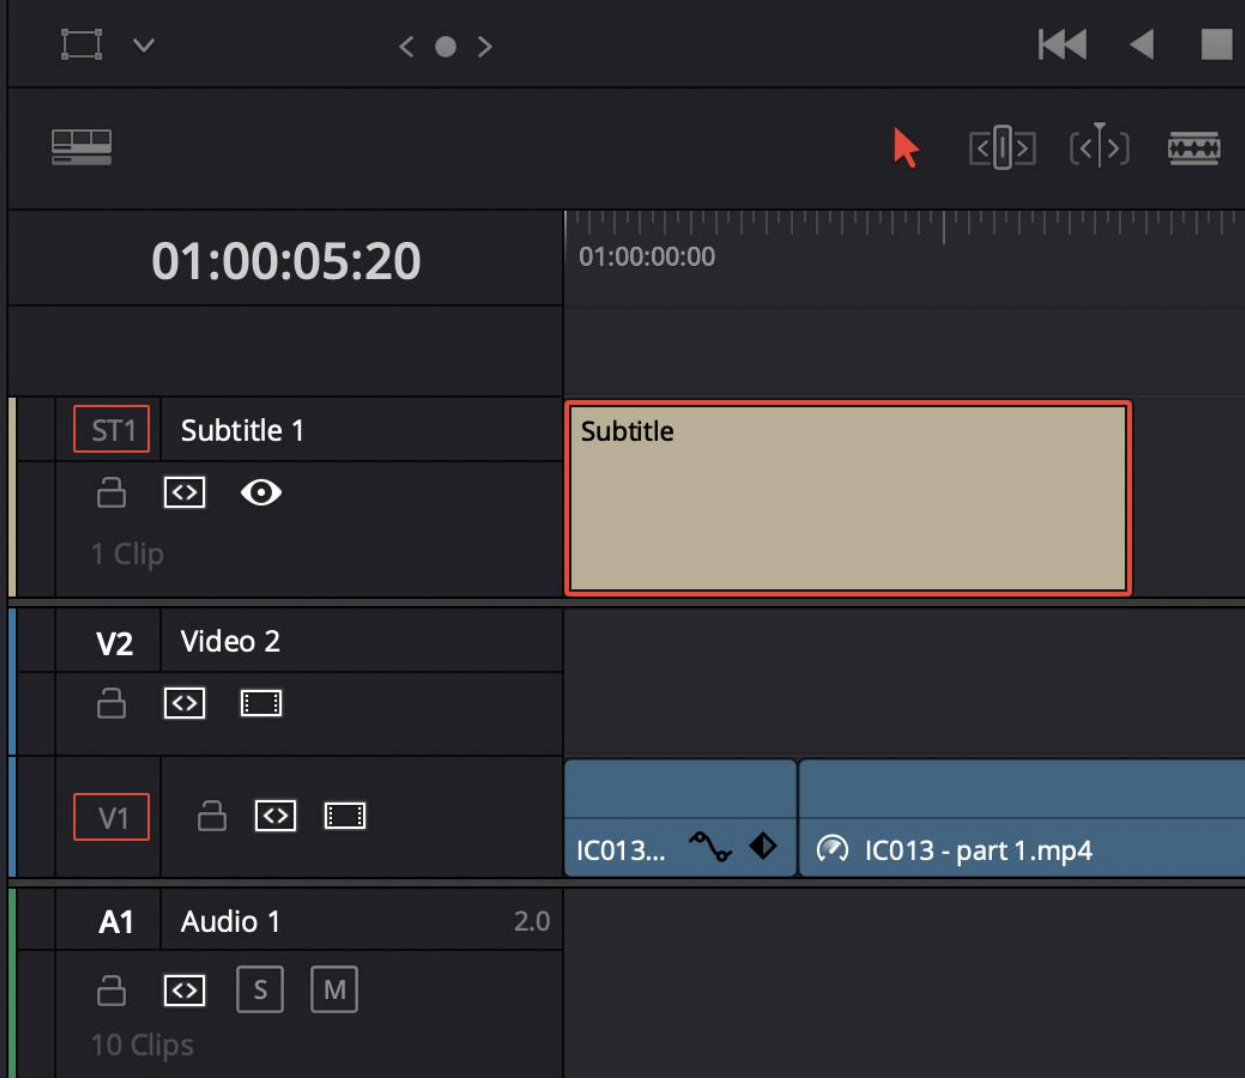 01:00:05:20
01:00:00:00
ST1
Subtitle 1
Subtitle
1 Clip
V2
Video 2
V1
IC013...
IC013 - part 1.mp4
A1
Audio 1
2.0
S
M
10 Clips